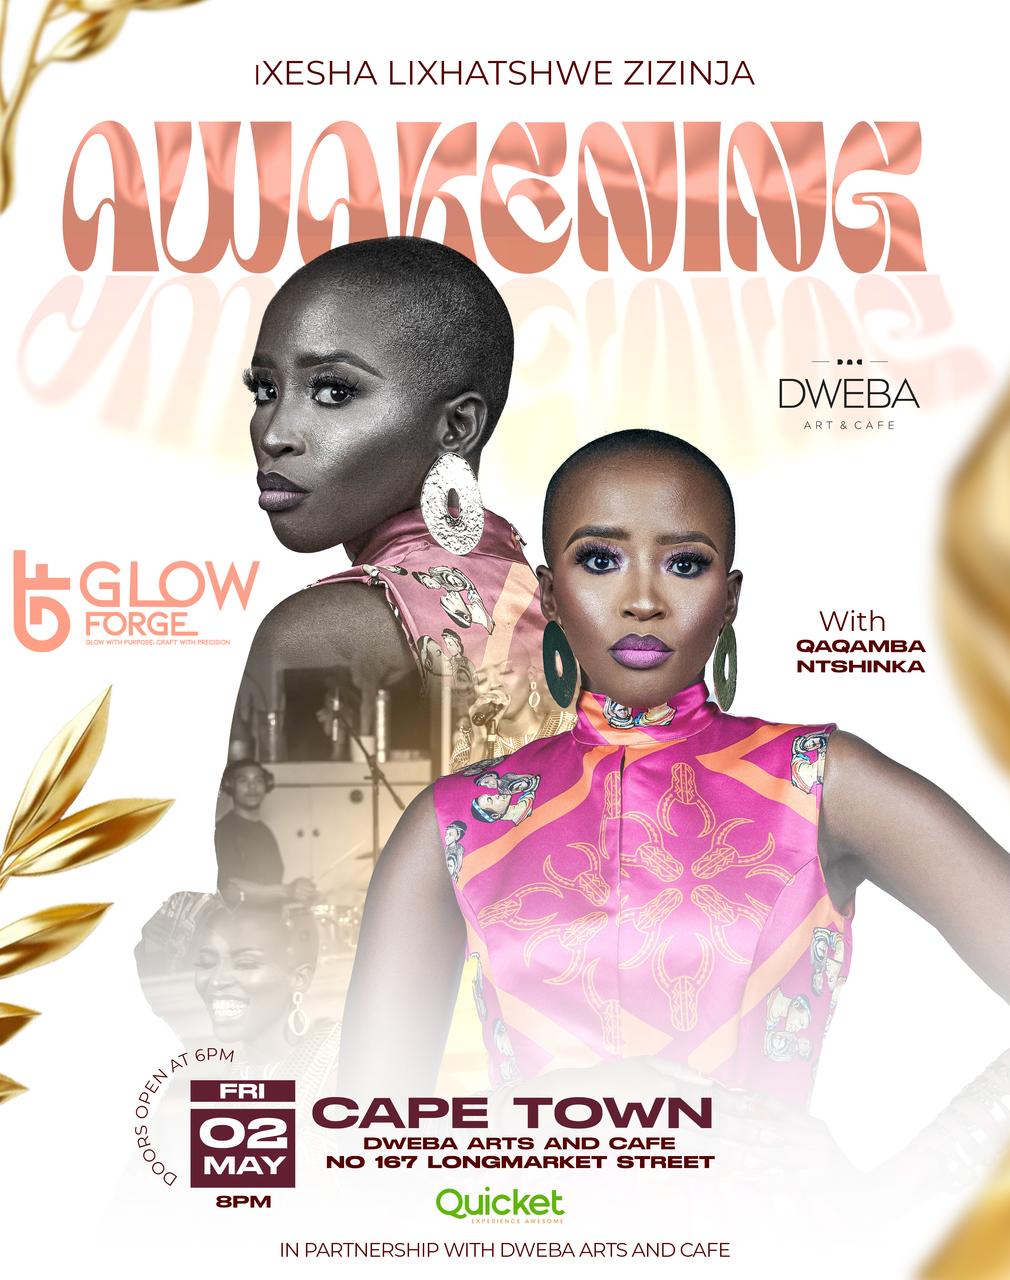 IXESHA LIXHATSHWE ZIZINJA
AWAKENING
DAC
DWEBA
ART & CAFE
GLOW
FORGE
GLOW WITH PURPOSE: CRAFT WITH PRECISION
With
QAQAMBA
NTSHINKA
DOORS OPEN AT 6PM
FRI
02
MAY
8PM
CAPE TOWN
DWEBA ARTS AND CAFE
NO 167 LONGMARKET STREET
Quicket
EXPERIENCE AWESOME
IN PARTNERSHIP WITH DWEBA ARTS AND CAFE